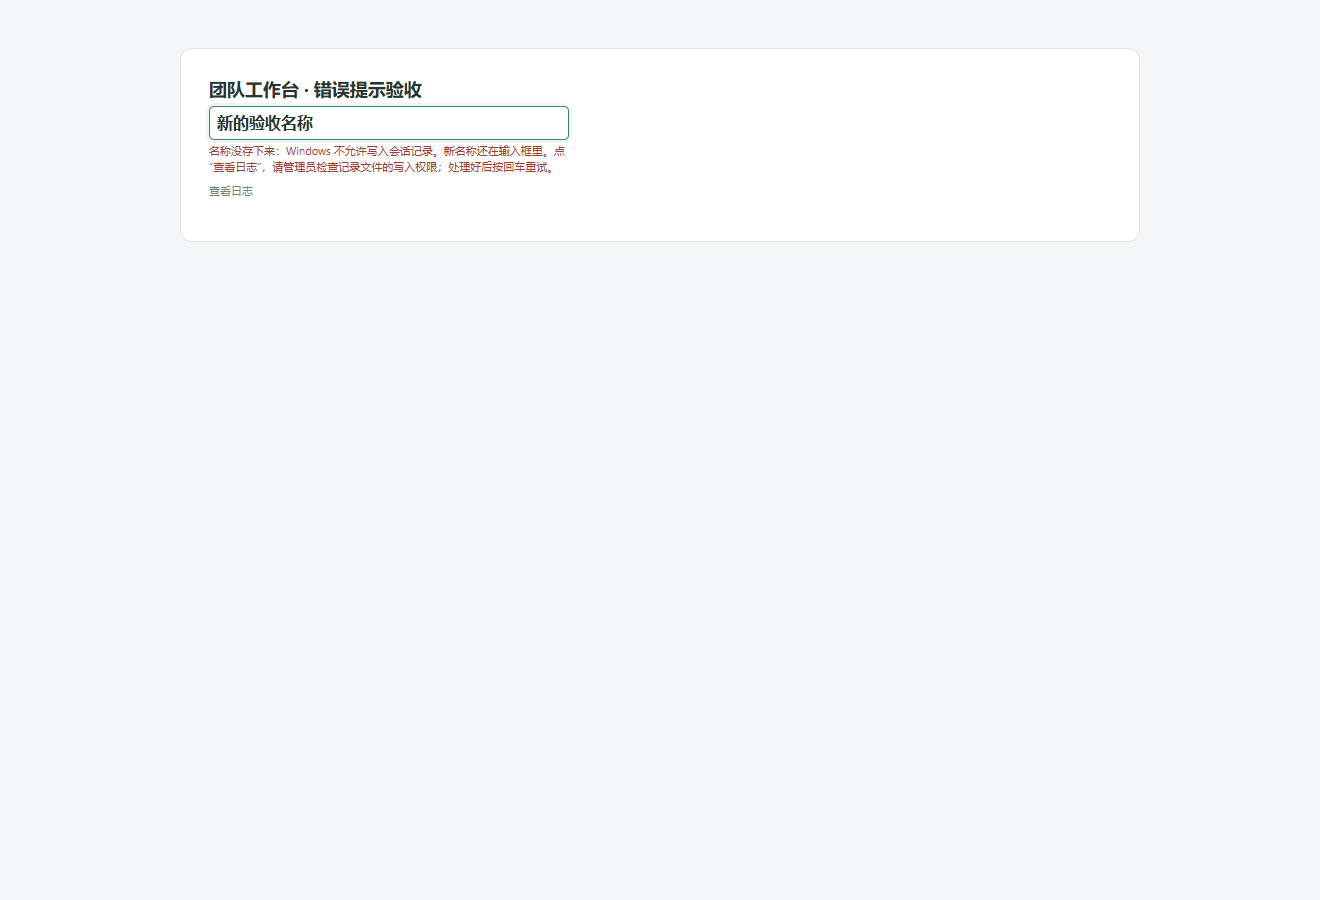 团队工作台 · 错误提示验收
新的验收名称
名称没存下来：Windows 不允许写入会话记录。新名称还在输入框里。点
“查看日志”，请管理员检查记录文件的写入权限；处理好后按回车重试。
查看日志